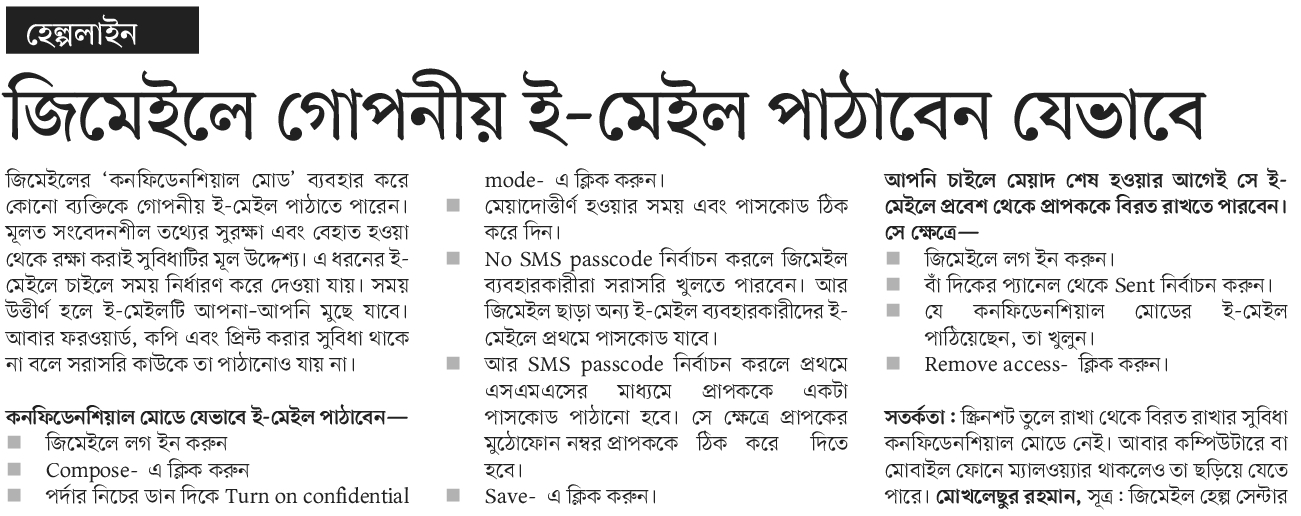 হেল্পলাইন
জিমেইলে গোপনীয় ই-মেইল পাঠাবেন যেভাবে
জিমেইলের ‘কনফিডেনশিয়াল মোড’ ব্যবহার করে
কোনো ব্যক্তিকে গোপনীয় ই-মেইল পাঠাতে পারেন।
মূলত সংবেদনশীল তথ্যের সুরক্ষা এবং বেহাত হওয়া
থেকে রক্ষা করাই সুবিধাটির মূল উদ্দেশ্য। এ ধরনের ই-
মেইলে চাইলে সময় নির্ধারণ করে দেওয়া যায়। সময়
উত্তীর্ণ হলে ই-মেইলটি আপনা-আপনি মুছে যাবে।
আবার ফরওয়ার্ড, কপি এবং প্রিন্ট করার সুবিধা থাকে
না বলে সরাসরি কাউকে তা পাঠানোও যায় না।
কনফিডেনশিয়াল মোডে যেভাবে ই-মেইল পাঠাবেন—
■ জিমেইলে লগ ইন করুন
■ Compose- এ ক্লিক করুন
■ পর্দার নিচের ডান দিকে Turn on confidential
mode- এ ক্লিক করুন।
■ মেয়াদোত্তীর্ণ হওয়ার সময় এবং পাসকোড ঠিক
করে দিন।
■ No SMS passcode নির্বাচন করলে জিমেইল
ব্যবহারকারীরা সরাসরি খুলতে পারবেন। আর
জিমেইল ছাড়া অন্য ই-মেইল ব্যবহারকারীদের ই-
মেইলে প্রথমে পাসকোড যাবে।
■ আর SMS passcode নির্বাচন করলে প্রথমে
এসএমএসের মাধ্যমে প্রাপককে একটা
পাসকোড পাঠানো হবে। সে ক্ষেত্রে প্রাপকের
মুঠোফোন নম্বর প্রাপককে ঠিক করে দিতে
হবে।
■ Save- এ ক্লিক করুন।
আপনি চাইলে মেয়াদ শেষ হওয়ার আগেই সে ই-
মেইলে প্রবেশ থেকে প্রাপককে বিরত রাখতে পারবেন।
সে ক্ষেত্রে—
■ জিমেইলে লগ ইন করুন।
■ বাঁ দিকের প্যানেল থেকে Sent নির্বাচন করুন।
■ যে কনফিডেনশিয়াল মোডের ই-মেইল
পাঠিয়েছেন, তা খুলুন।
■ Remove access- ক্লিক করুন।
সতর্কতা : স্ক্রিনশট তুলে রাখা থেকে বিরত রাখার সুবিধা
কনফিডেনশিয়াল মোডে নেই। আবার কম্পিউটারে বা
মোবাইল ফোনে ম্যালওয়্যার থাকলেও তা ছড়িয়ে যেতে
পারে। মোখলেছুর রহমান, সূত্র : জিমেইল হেল্প সেন্টার